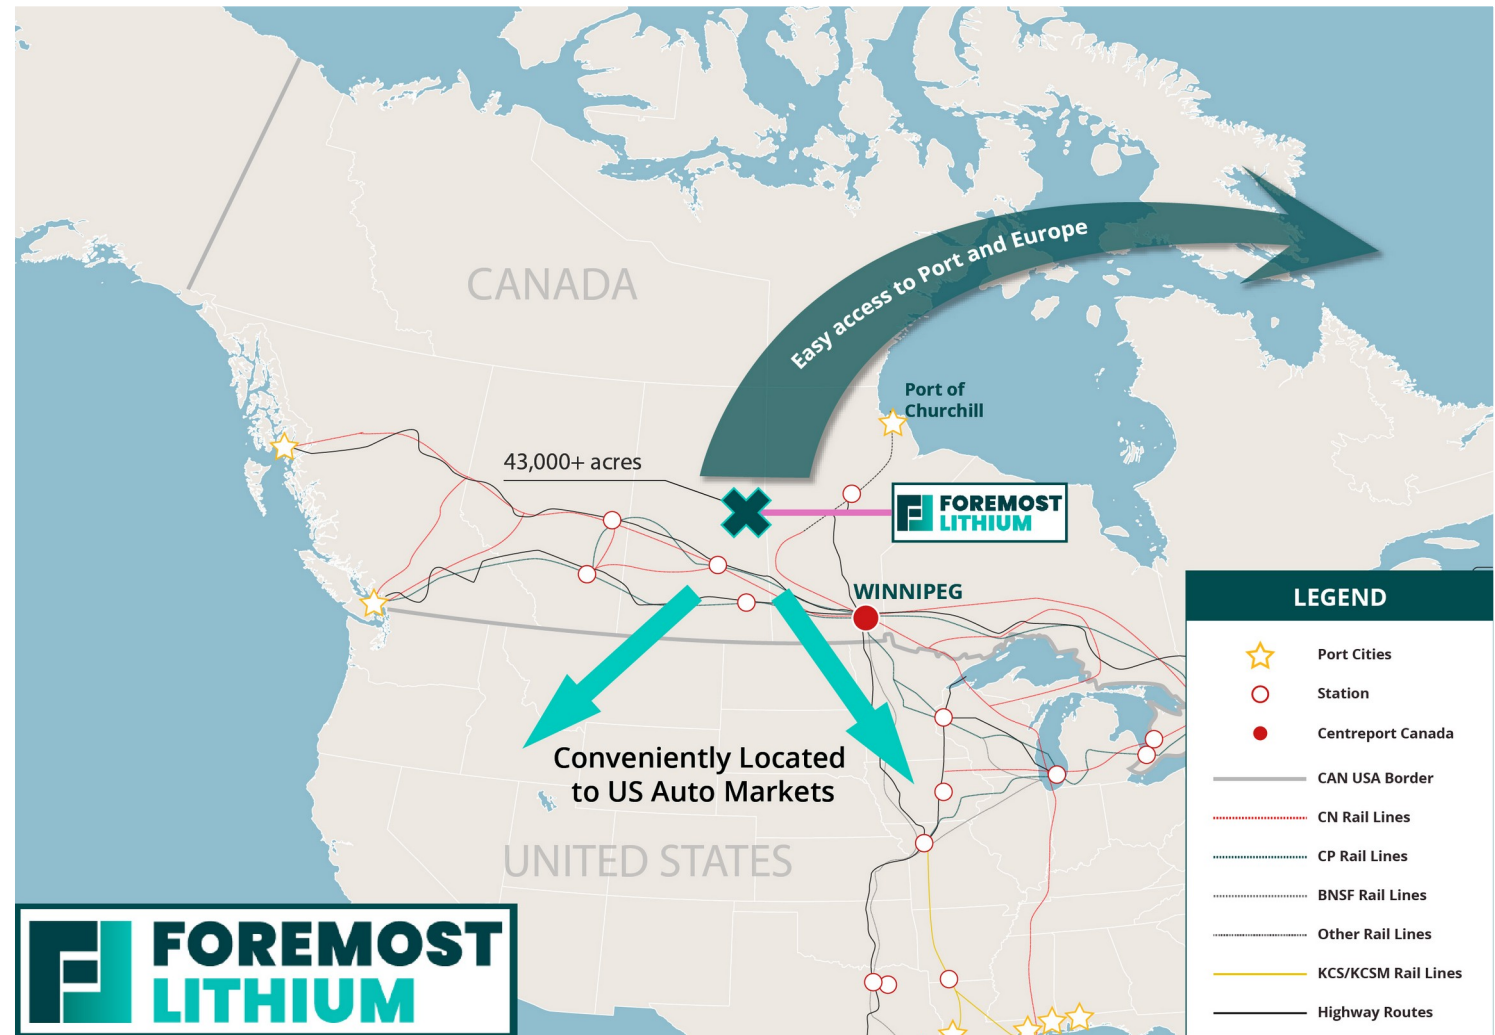 CANADA
Easy access to Port and Europe
Port of
Churchill
43,000+ acres
FOREMOST
LITHIUM
WINNIPEG
Conveniently Located
to US Auto Markets
UNITED STATES
FOREMOST
LITHIUM
LEGEND
Port Cities
Station
Centreport Canada
CAN USA Border
CN Rail Lines
CP Rail Lines
BNSF Rail Lines
Other Rail Lines
KCS/KCSM Rail Lines
Highway Routes